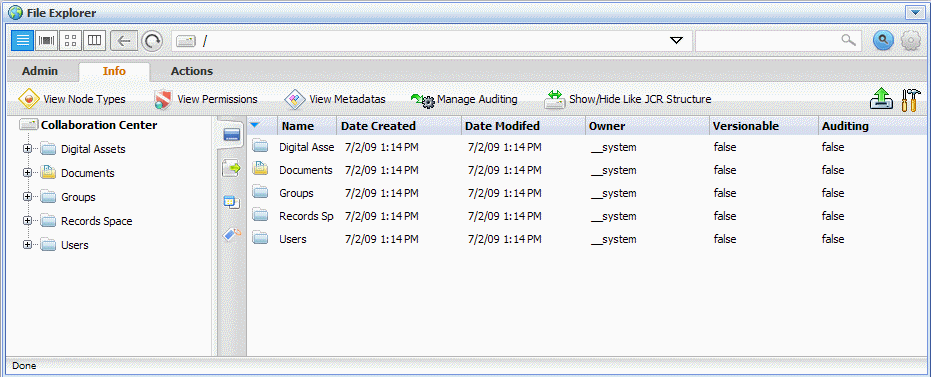 File Explorer
/
Admin Info Actions
View Node Types View Permissions View Metadatas Manage Auditing Show/Hide Like JCR Structure
Collaboration Center
Digital Assets
Documents
Groups
Records Space
Users
Name Date Created Date Modifed Owner Versionable Auditing
Digital Asse 7/2/09 1:14 PM 7/2/09 1:14 PM __system false false
Documents 7/2/09 1:14 PM 7/2/09 1:14 PM __system false false
Groups 7/2/09 1:14 PM 7/2/09 1:14 PM __system false false
Records Sp 7/2/09 1:14 PM 7/2/09 1:14 PM __system false false
Users 7/2/09 1:14 PM 7/2/09 1:14 PM __system false false
Done